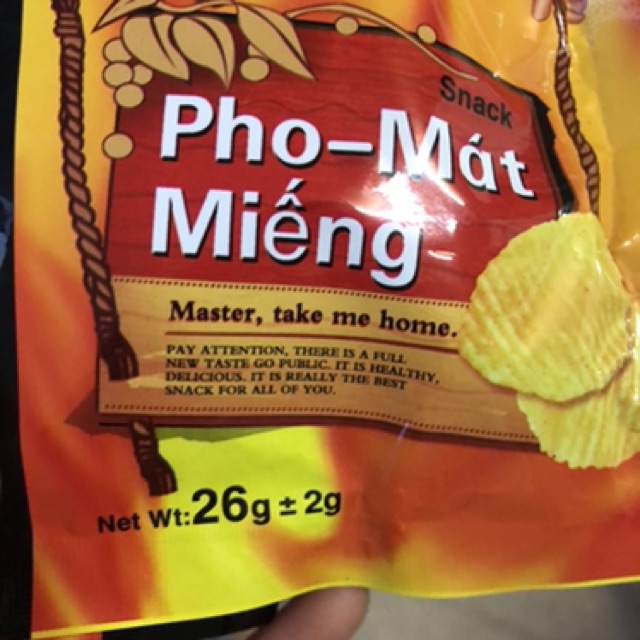 Snack
Pho-Mát
Miếng
Master, take me home.
PAY ATTENTION, THERE IS A FULL
NEW TASTE GO PUBLIC. IT IS HEALTHY,
DELICIOUS. IT IS REALLY THE BEST
SNACK FOR ALL OF YOU.
Net Wt:26g ± 2g